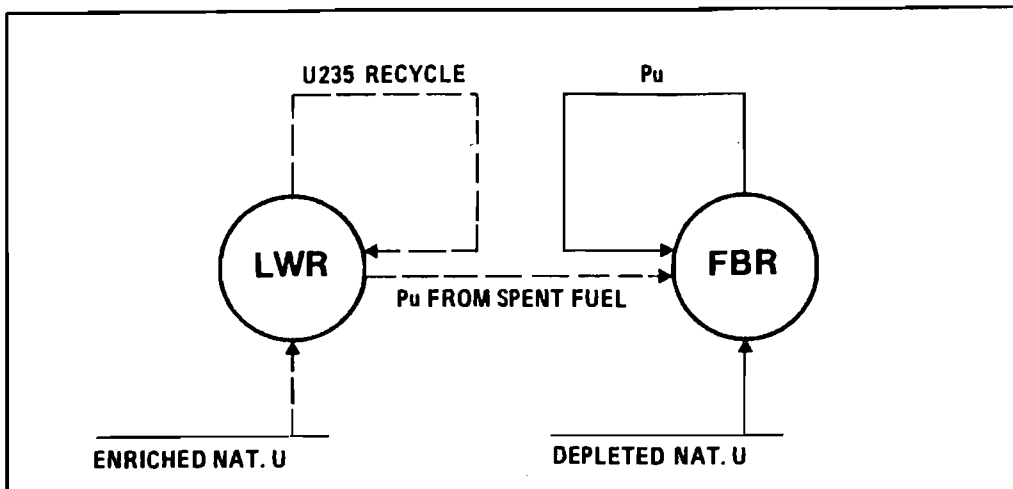 U235 RECYCLE
Pu
LWR
FBR
Pu FROM SPENT FUEL
ENRICHED NAT. U
DEPLETED NAT. U